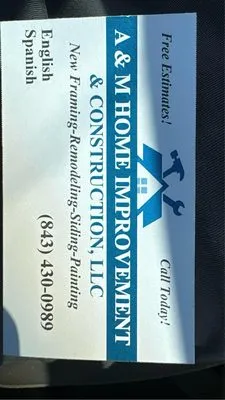 Free Estimates! Call Today!
A & M HOME IMPROVEMENT
& CONSTRUCTION, LLC
New Framing-Remodeling-Siding-Painting
English
Spanish
(843) 430-0989